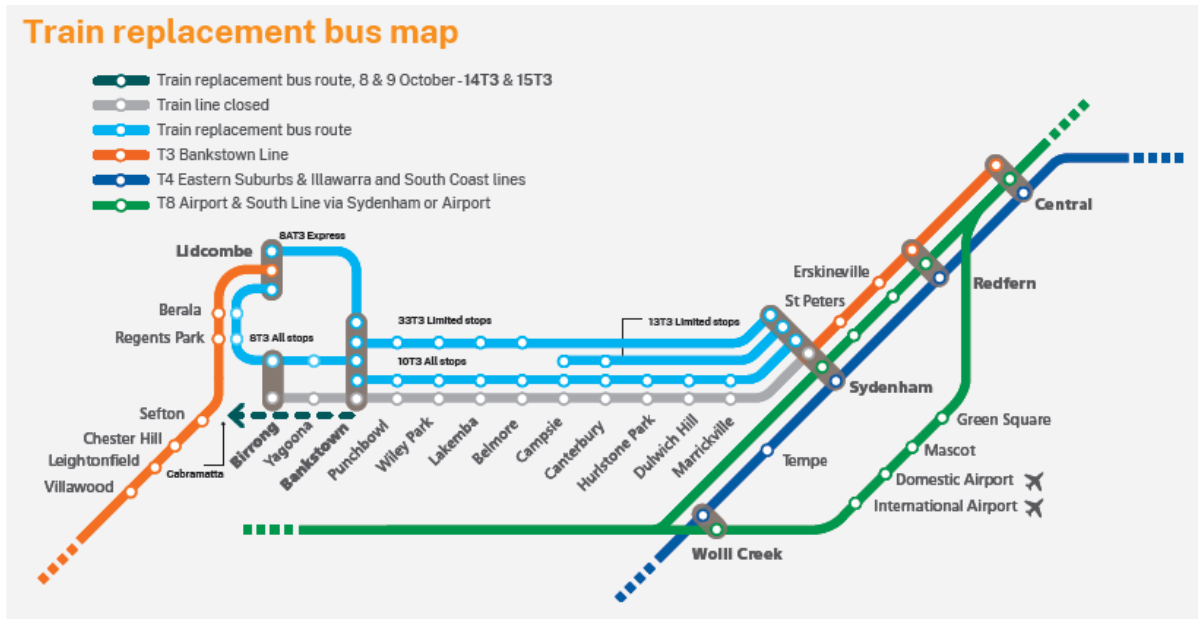 Train replacement bus map
Train replacement bus route, 8 & 9 October - 14T3 & 15T3
Train line closed
Train replacement bus route
T3 Bankstown Line
T4 Eastern Suburbs & Illawarra and South Coast lines
T8 Airport & South Line via Sydenham or Airport
Central
8AT3 Express
Lidcombe
Erskineville
Redfern
St Peters
Berala
33T3 Limited stops
13T3 Limited stops
Regents Park
8T3 All stops
10T3 All stops
Sydenham
Sefton
Green Square
Chester Hill
Mascot
Leightonfield
Cabramatta
Birrong
Yagoona
Bankstown
Punchbowl
Wiley Park
Lakemba
Belmore
Campsie
Canterbury
Hurlstone Park
Dulwich Hill
Marrickville
Tempe
Domestic Airport
Villawood
International Airport
Wolli Creek